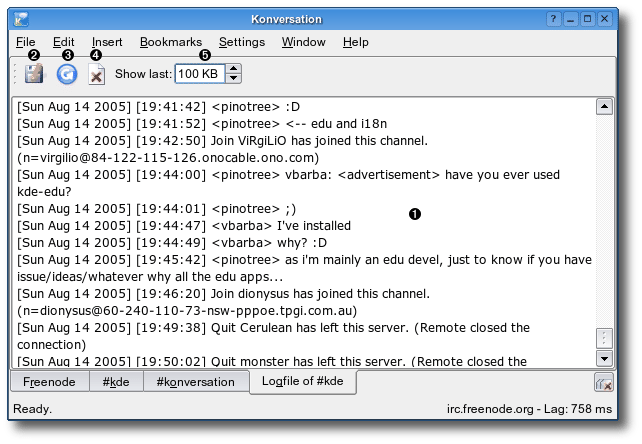 Konversation
File Edit Insert Bookmarks Settings Window Help
2 3 4 5
Show last: 100 KB
[Sun Aug 14 2005] [19:41:42] <pinotree> :D
[Sun Aug 14 2005] [19:41:52] <pinotree> <-- edu and i18n
[Sun Aug 14 2005] [19:42:50] Join ViRgiLiO has joined this channel.
(n=virgilio@84-122-115-126.onocable.ono.com)
[Sun Aug 14 2005] [19:44:00] <pinotree> vbarba: <advertisement> have you ever used
kde-edu?
[Sun Aug 14 2005] [19:44:01] <pinotree> ;)
1
[Sun Aug 14 2005] [19:44:47] <vbarba> I've installed
[Sun Aug 14 2005] [19:44:49] <vbarba> why? :D
[Sun Aug 14 2005] [19:45:42] <pinotree> as i'm mainly an edu devel, just to know if you have
issue/ideas/whatever why all the edu apps...
[Sun Aug 14 2005] [19:46:20] Join dionysus has joined this channel.
(n=dionysus@60-240-110-73-nsw-pppoe.tpgi.com.au)
[Sun Aug 14 2005] [19:49:38] Quit Cerulean has left this server. (Remote closed the
connection)
[Sun Aug 14 2005] [19:50:02] Quit monster has left this server. (Remote closed the
Freenode #kde #konversation Logfile of #kde
Ready. irc.freenode.org - Lag: 758 ms